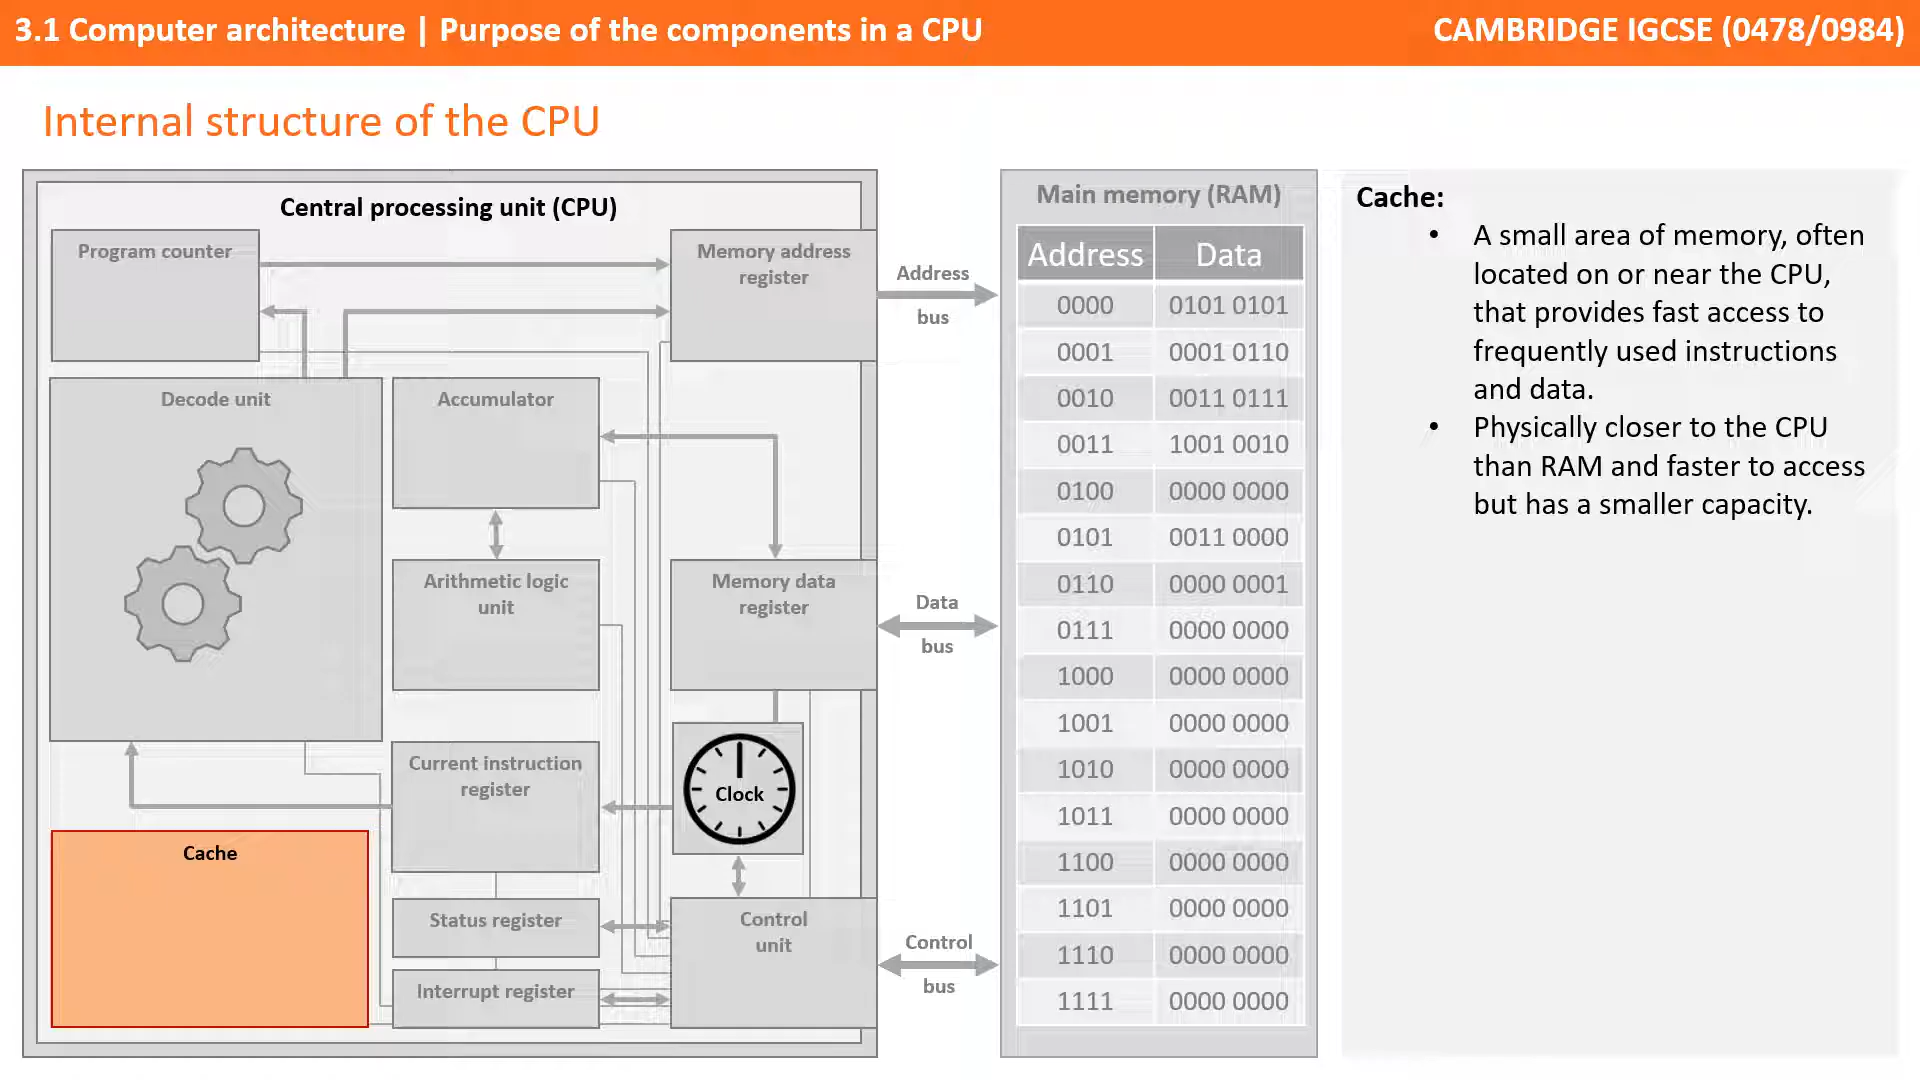 3.1 Computer architecture | Purpose of the components in a CPU
CAMBRIDGE IGCSE (0478/0984)
Internal structure of the CPU
Central processing unit (CPU)
Program counter
Memory address
register
Decode unit
Accumulator
Arithmetic logic
unit
Memory data
register
Current instruction
register
Clock
Cache
Status register
Control
unit
Interrupt register
Address
bus
Data
bus
Control
bus
Main memory (RAM)
Address Data
0000 0101 0101
0001 0001 0110
0010 0011 0111
0011 1001 0010
0100 0000 0000
0101 0011 0000
0110 0000 0001
0111 0000 0000
1000 0000 0000
1001 0000 0000
1010 0000 0000
1011 0000 0000
1100 0000 0000
1101 0000 0000
1110 0000 0000
1111 0000 0000
Cache:
• A small area of memory, often
located on or near the CPU,
that provides fast access to
frequently used instructions
and data.
• Physically closer to the CPU
than RAM and faster to access
but has a smaller capacity.